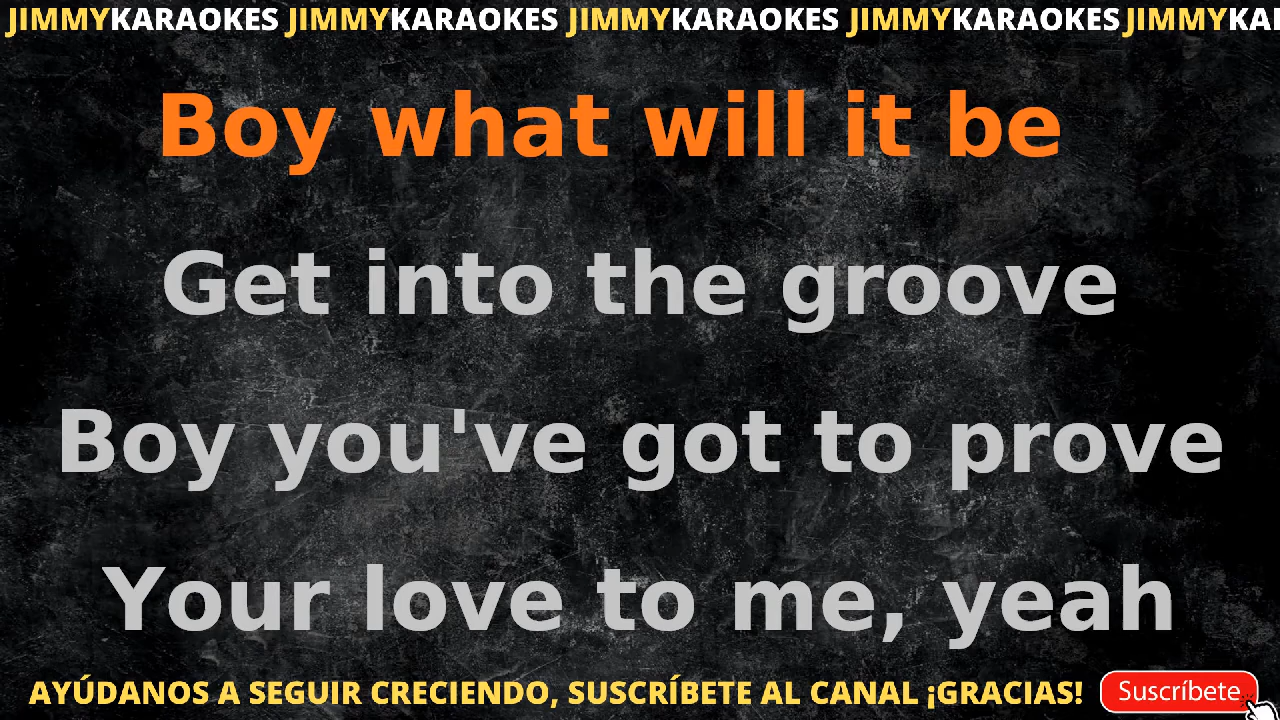 JIMMYKARAOKES JIMMYKARAOKES JIMMYKARAOKES JIMMYKARAOKES JIMMYKA
Boy what will it be
Get into the groove
Boy you've got to prove
Your love to me, yeah
AYÚDANOS A SEGUIR CRECIENDO, SUSCRÍBETE AL CANAL ¡GRACIAS! Suscríbete